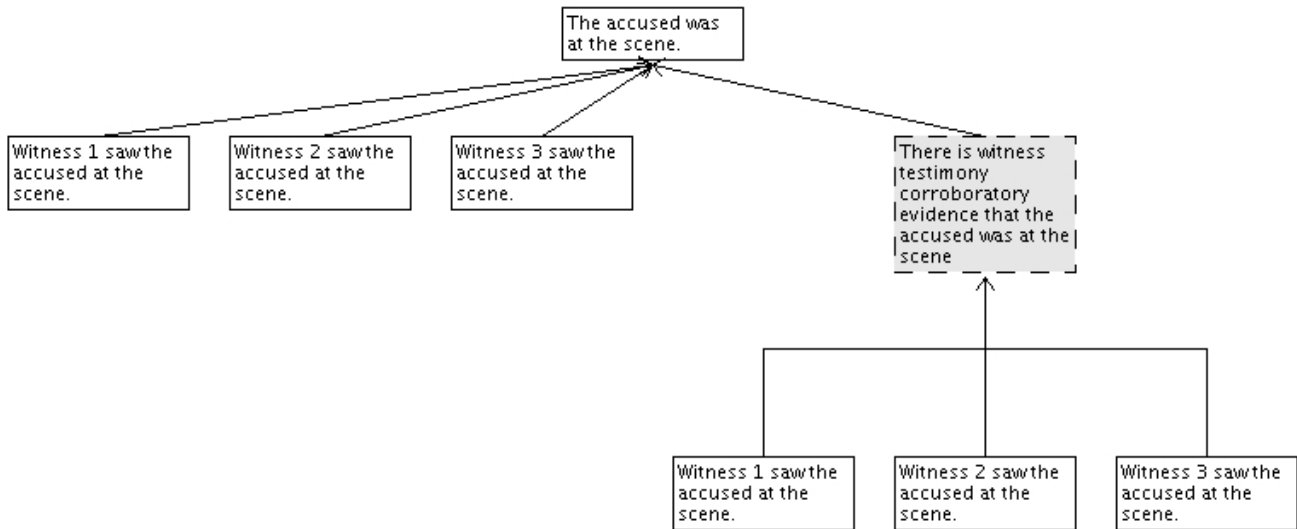 The accused was
at the scene.
Witness 1 saw the
accused at the
scene.
Witness 2 saw the
accused at the
scene.
Witness 3 saw the
accused at the
scene.
There is witness
testimony
corroboratory
evidence that the
accused was at the
scene
Witness 1 saw the
accused at the
scene.
Witness 2 saw the
accused at the
scene.
Witness 3 saw the
accused at the
scene.